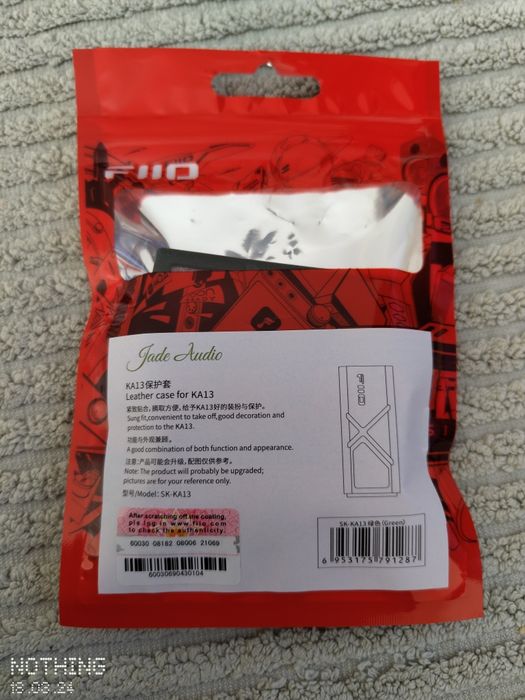 FIIO
Jade Audio
KA13保护套
Leather case for KA13
紧致贴合，摘取方便，给予KA13好的装扮与保护。
Sung fit,convenient to take off,good decoration and
protection to the KA13.
功能与外观兼顾。
A good combination of both function and appearance.
注意:产品可能会升级，配图仅供参考。
Note: The product will probably be upgraded;
pictures are for your reference only.
型号/Model: SK-KA13
FIIO
After scratching off the coating,
pls log in www.fiio.com
to check the authenticity.
60030 08182 08006 21069
60030690430104
SK-KA13 绿色 (Green)
6 953175 791287
NOTHING
18.08.24